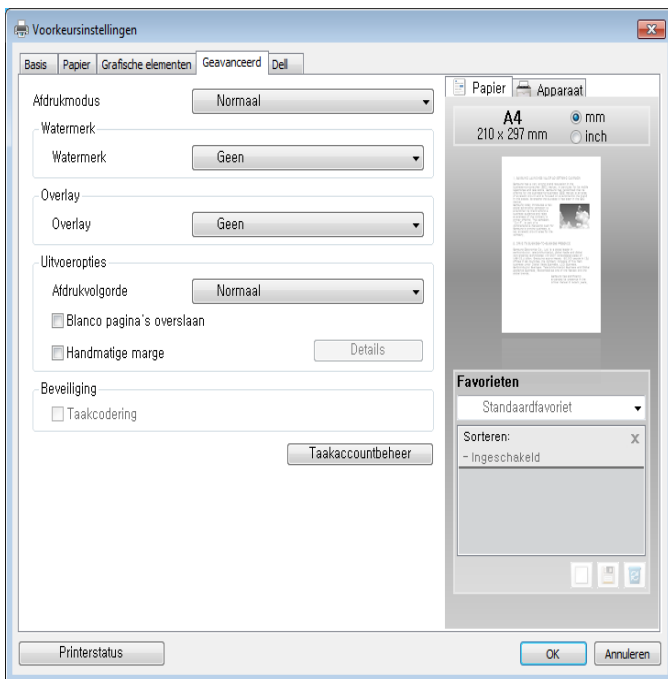 Voorkeursinstellingen
Basis
Papier
Grafische elementen
Geavanceerd
Dell
Afdrukmodus
Normaal
Watermerk
Watermerk
Geen
Overlay
Overlay
Geen
Uitvoeropties
Afdrukvolgorde
Normaal
Blanco pagina's overslaan
Handmatige marge
Details
Beveiliging
Taakcodering
Taakaccountbeheer
Papier
Apparaat
A4
210 x 297 mm
mm
inch
Favorieten
Standaardfavoriet
Sorteren:
X
- Ingeschakeld
Printerstatus
OK
Annuleren